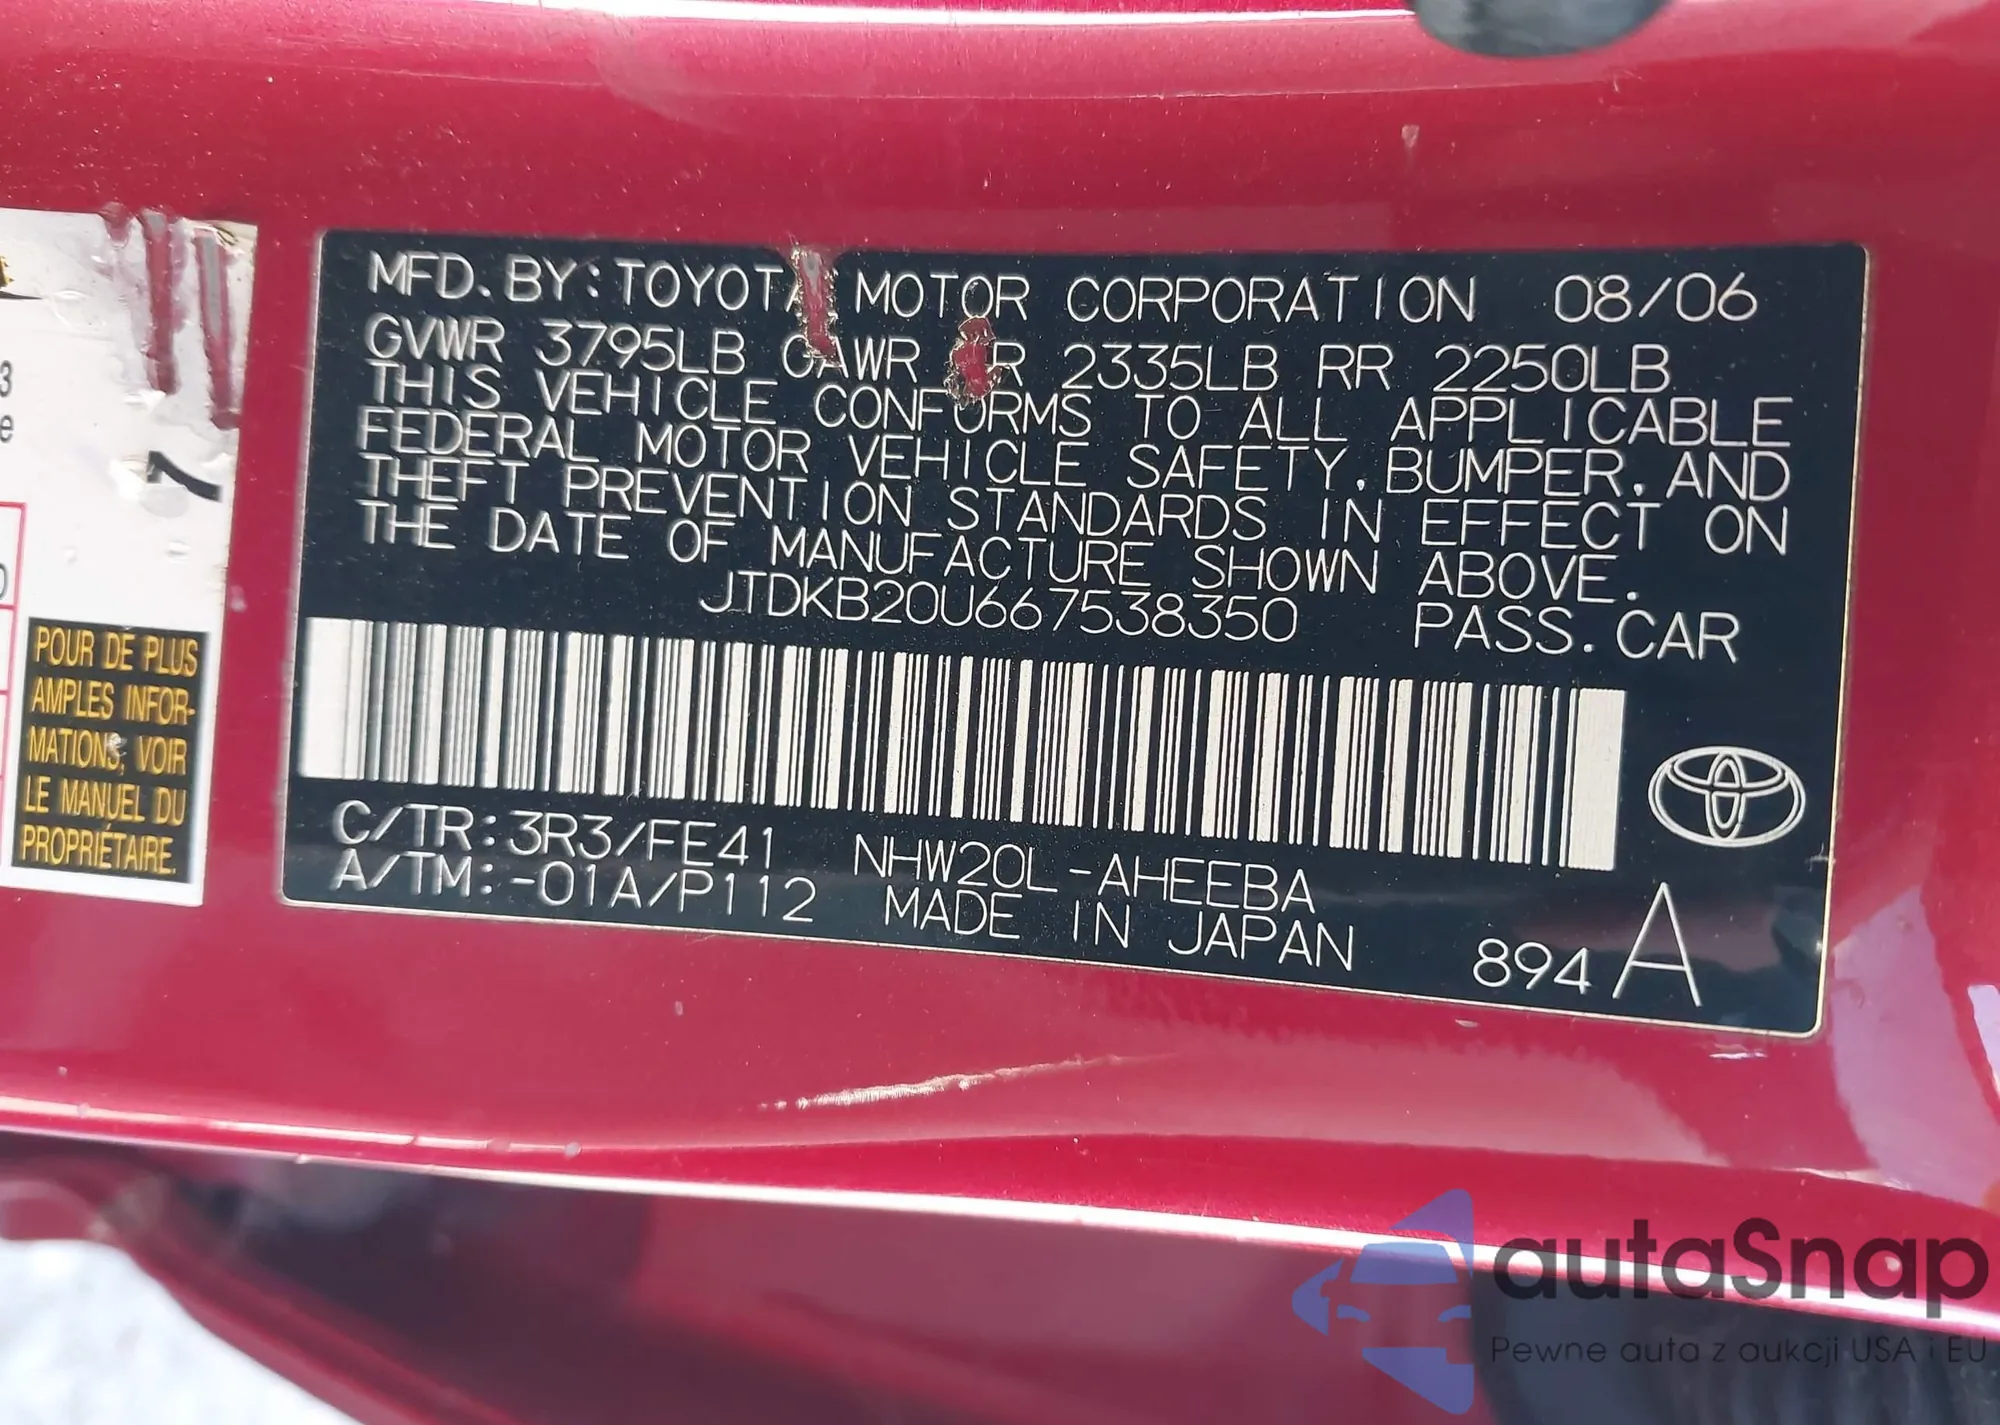 MFD. BY: TOYOTA MOTOR CORPORATION 08/06
GVWR 3795LB GAWR FR 2335LB RR 2250LB
THIS VEHICLE CONFORMS TO ALL APPLICABLE
FEDERAL MOTOR VEHICLE SAFETY, BUMPER, AND
THEFT PREVENTION STANDARDS IN EFFECT ON
THE DATE OF MANUFACTURE SHOWN ABOVE.
JTDKB20U667538350 PASS. CAR
C/TR: 3R3/FE41 NHW20L-AHEEBA
A/TM: -01A/P112 MADE IN JAPAN 894 A
3
e
7
POUR DE PLUS
AMPLES INFOR-
MATIONS, VOIR
LE MANUEL DU
PROPRIÉTAIRE.
autaSnap
Pewne auta z aukcji USA i EU